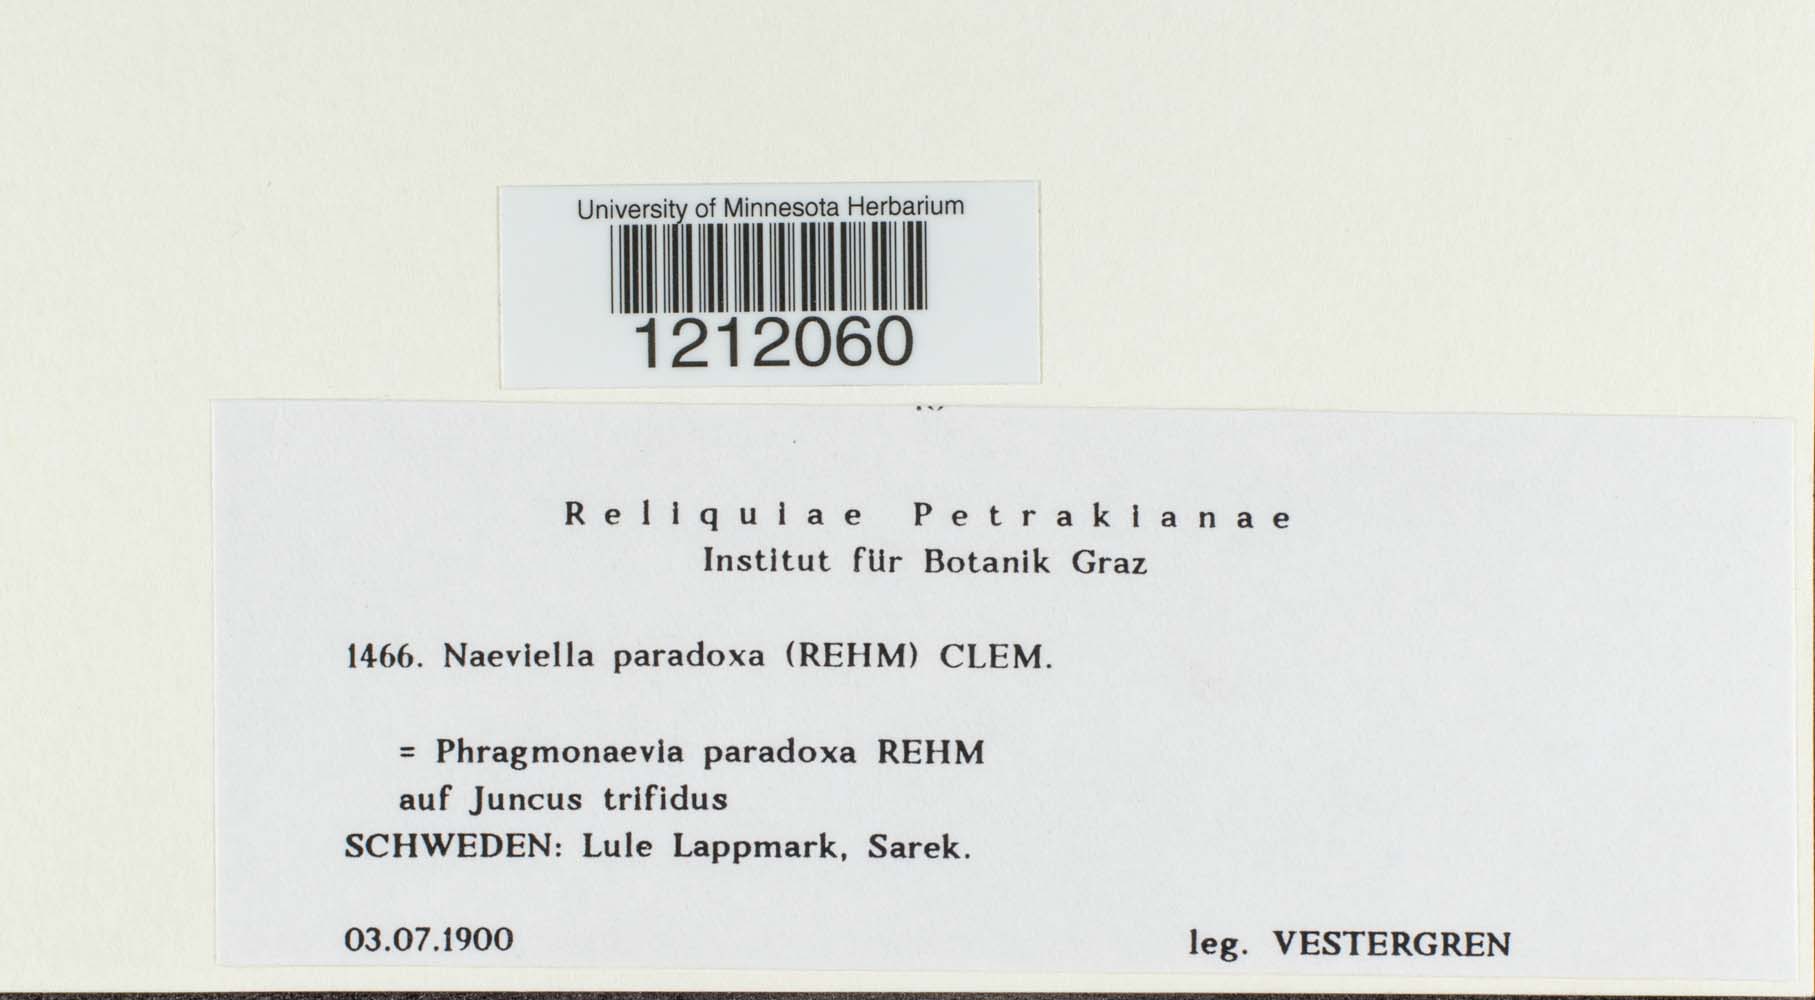 University of Minnesota Herbarium
1212060
Reliquiae Petrakianae
Institut für Botanik Graz
1466. Naeviella paradoxa (REHM) CLEM.
= Phragmonaevia paradoxa REHM
auf Juncus trifidus
SCHWEDEN: Lule Lappmark, Sarek.
03.07.1900
leg. VESTERGREN